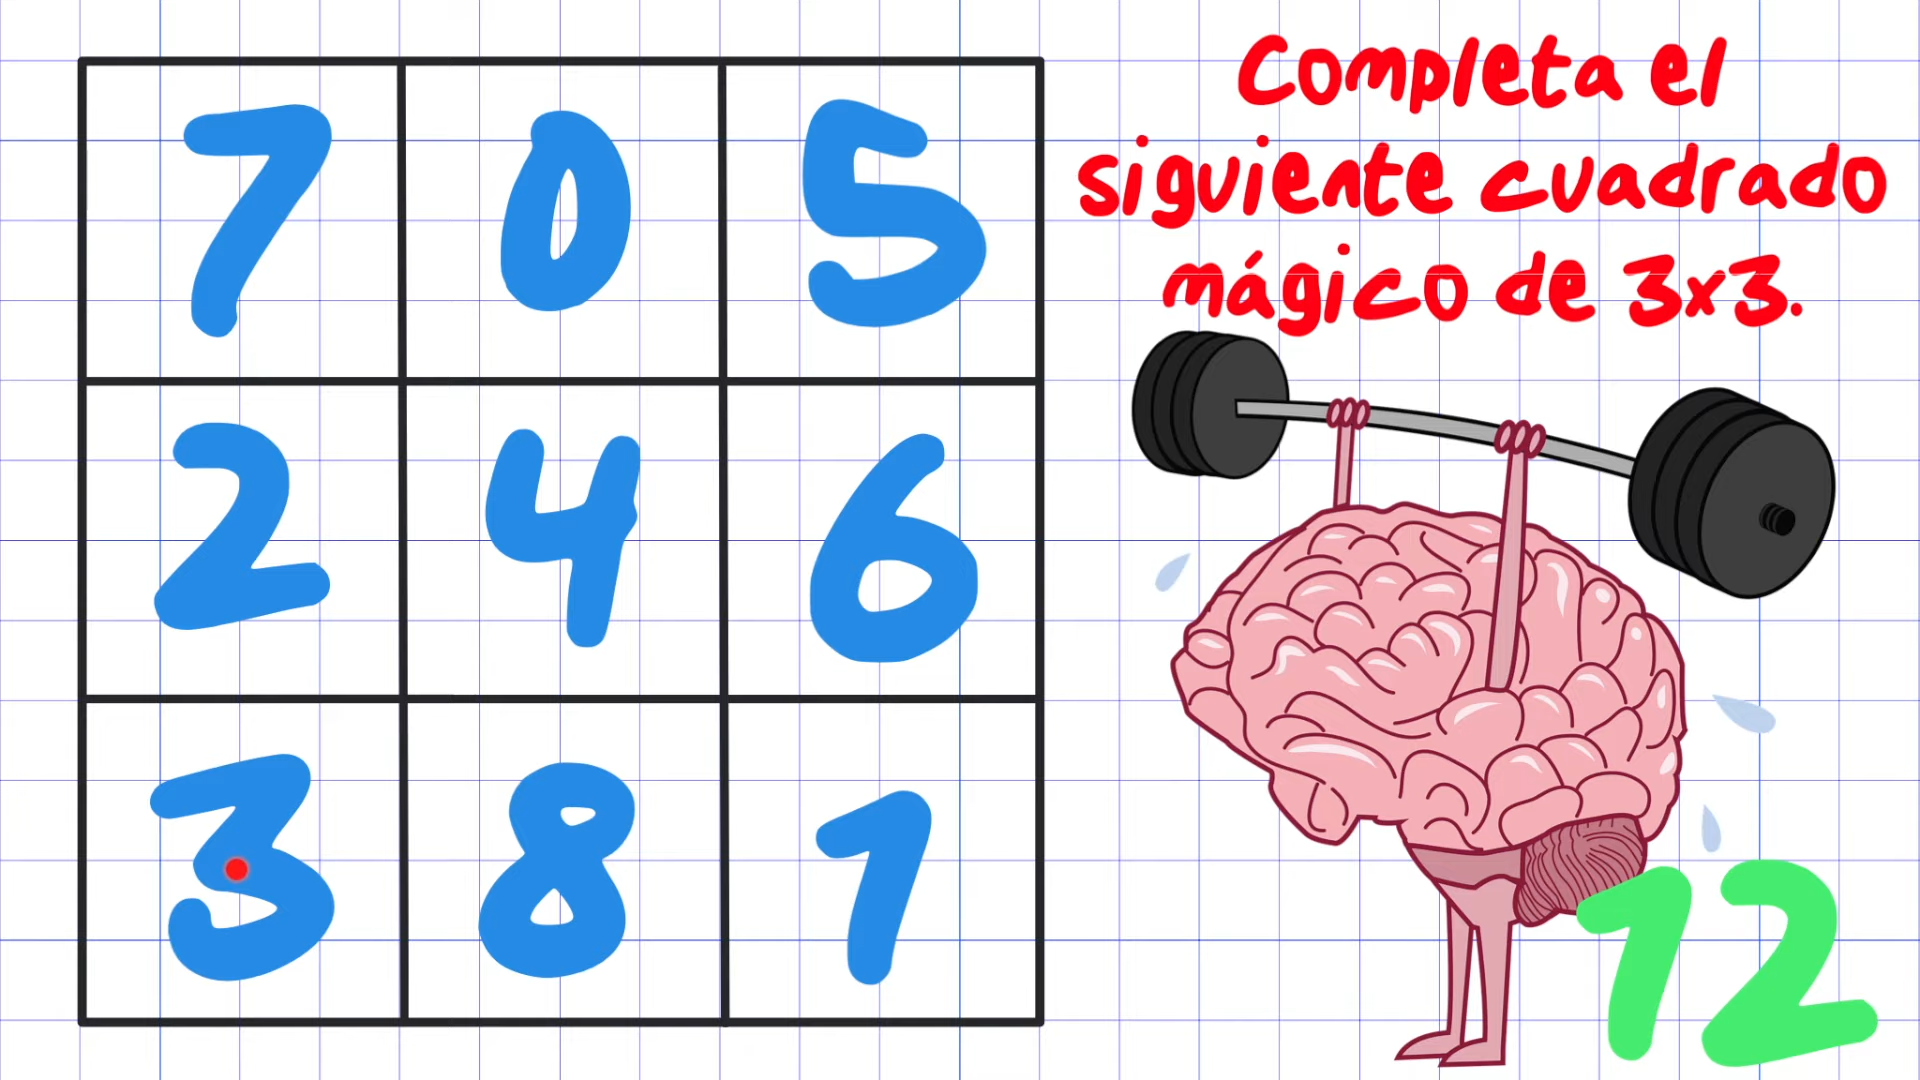 7 0 5
2 4 6
3 8 1
Completa el
siguiente cuadrado
mágico de 3x3.
12